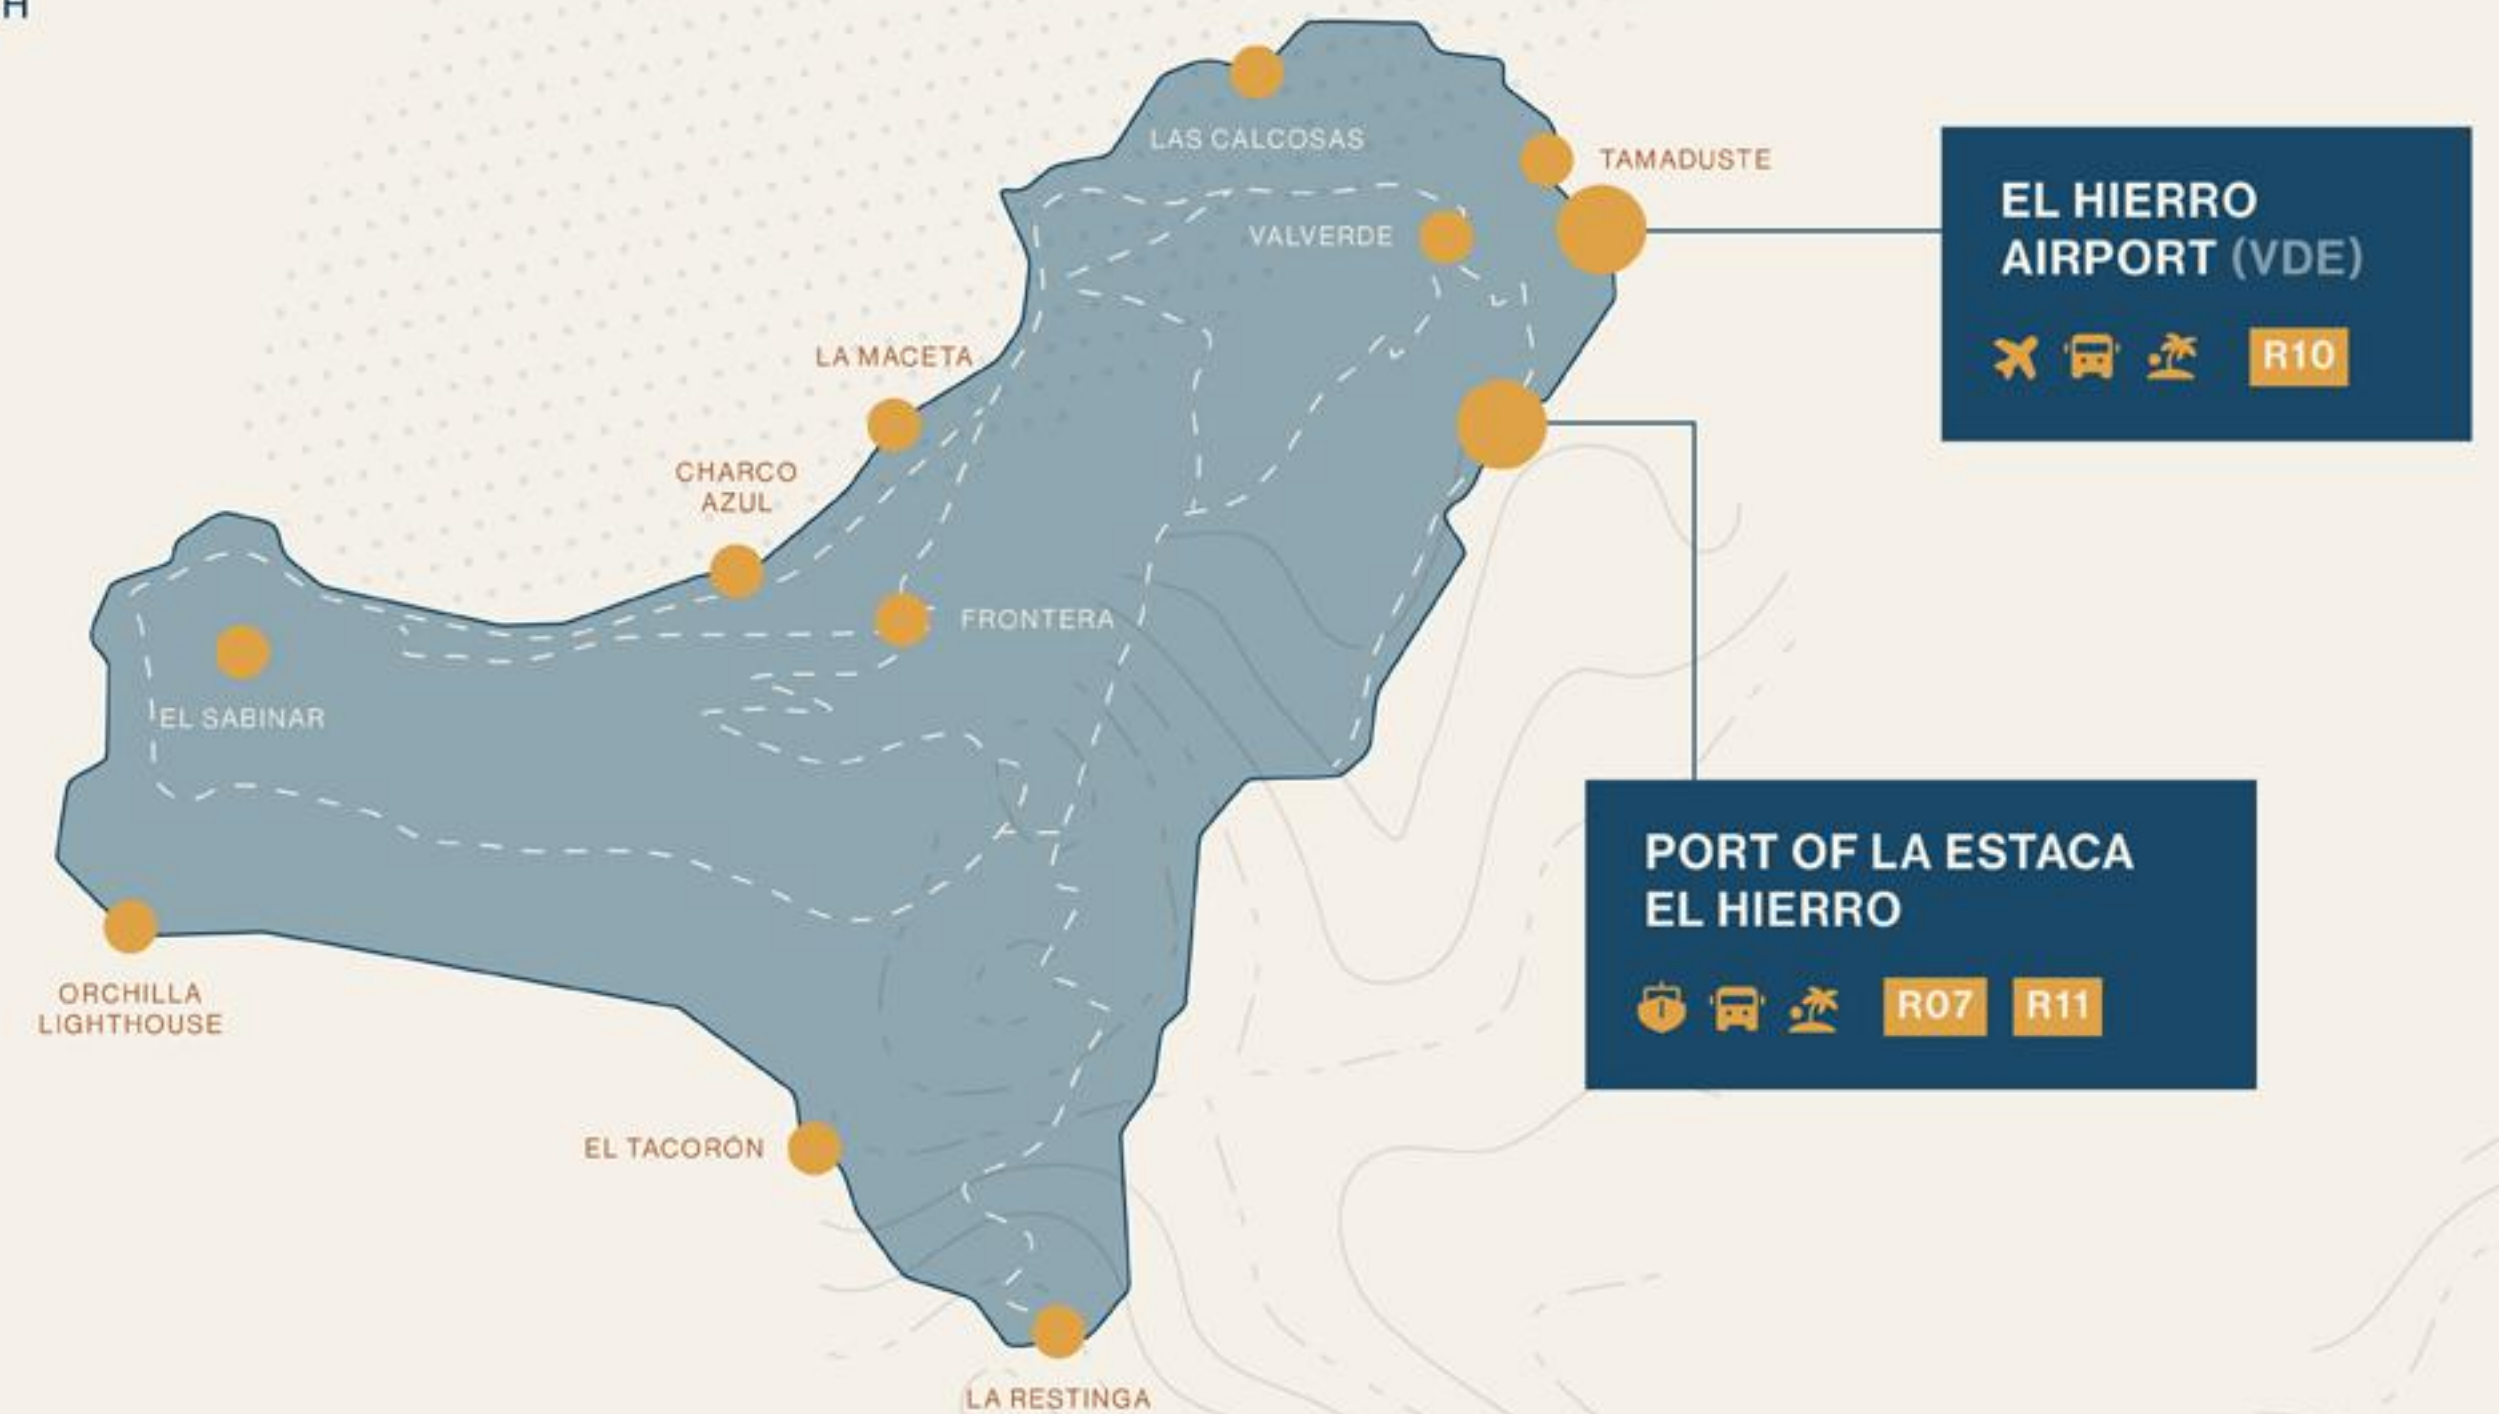 H
LAS CALCOSAS
TAMADUSTE
EL HIERRO
AIRPORT (VDE)
R10
VALVERDE
LA MACETA
CHARCO
AZUL
FRONTERA
EL SABINAR
PORT OF LA ESTACA
EL HIERRO
R07 R11
ORCHILLA
LIGHTHOUSE
EL TACORÓN
LA RESTINGA